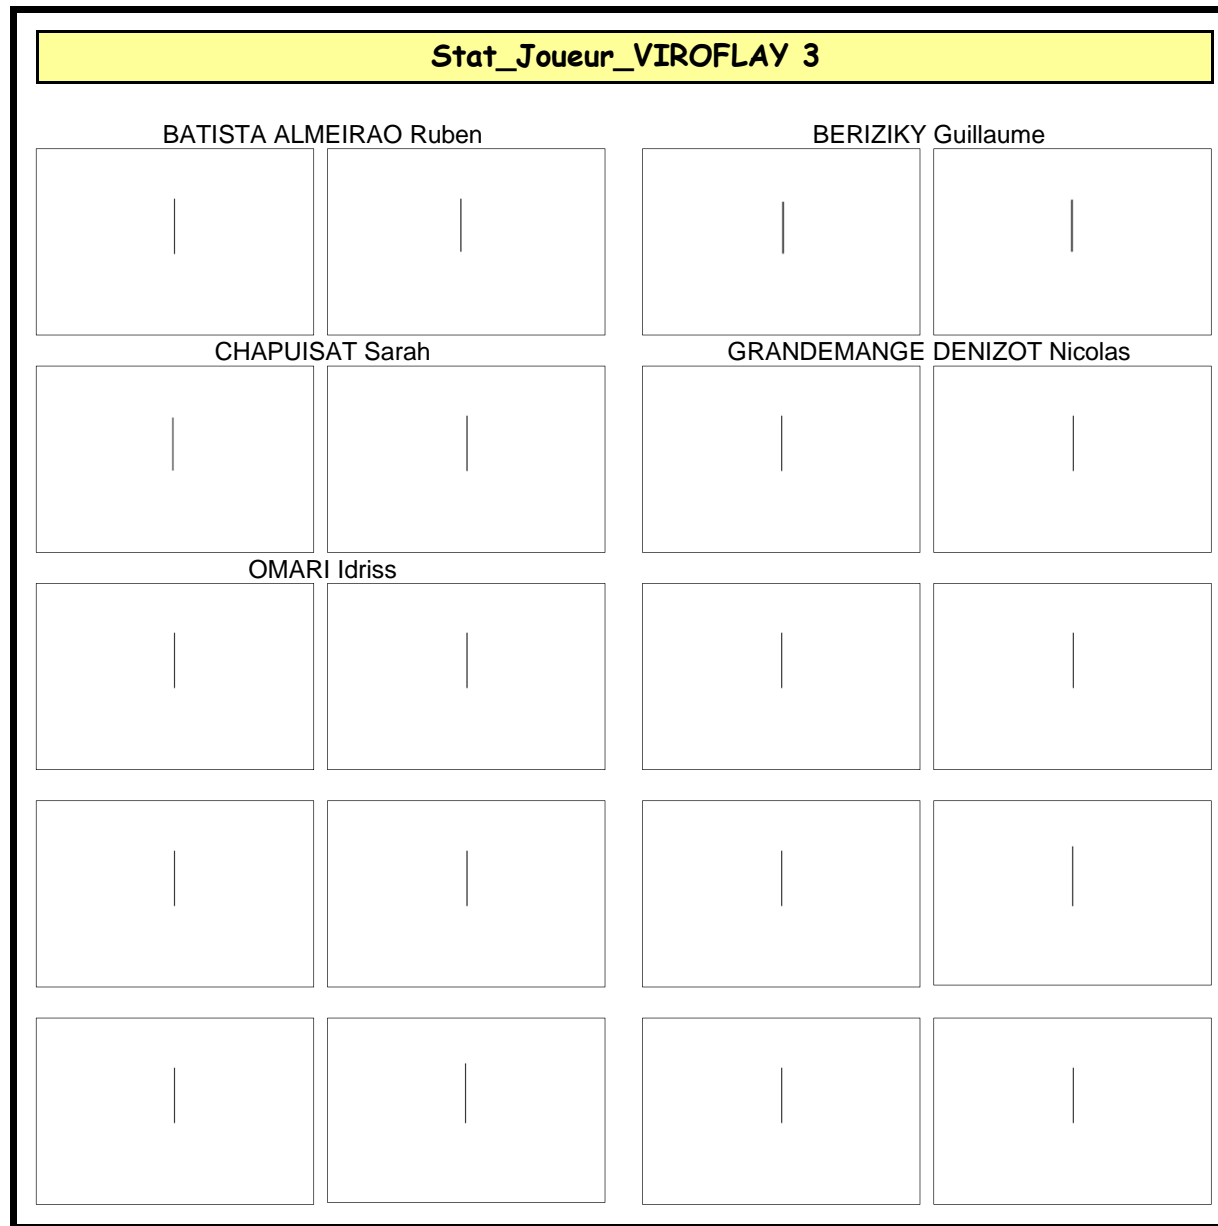 Stat_Joueur_VIROFLAY 3
BATISTA ALMEIRAO Ruben
BERIZIKY Guillaume
CHAPUISAT Sarah
GRANDEMANGE DENIZOT Nicolas
OMARI Idriss